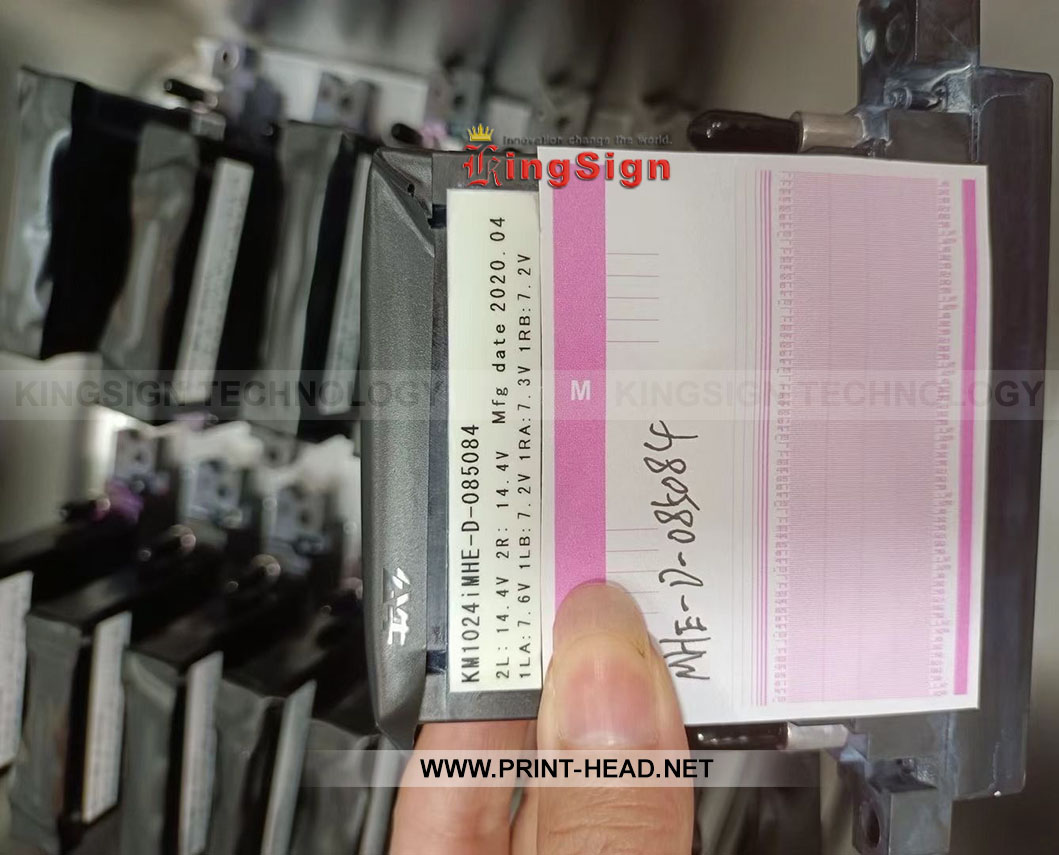 Innovation change the world.
KingSign
KM1024iMHE-D-085084
2L: 14.4V 2R: 14.4V Mfg date 2020.04
1LA:7.6V 1LB:7.2V 1RA:7.3V 1RB:7.2V
M
MHE-D-085084
KINGSIGN TECHNOLOGY
KINGSIGN TECHNOLOGY
WWW.PRINT-HEAD.NET